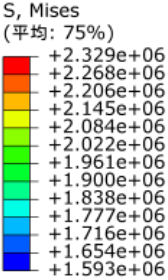 S, Mises
(平均: 75%)
+2.329e+06
+2.268e+06
+2.206e+06
+2.145e+06
+2.084e+06
+2.022e+06
+1.961e+06
+1.900e+06
+1.838e+06
+1.777e+06
+1.716e+06
+1.654e+06
+1.593e+06